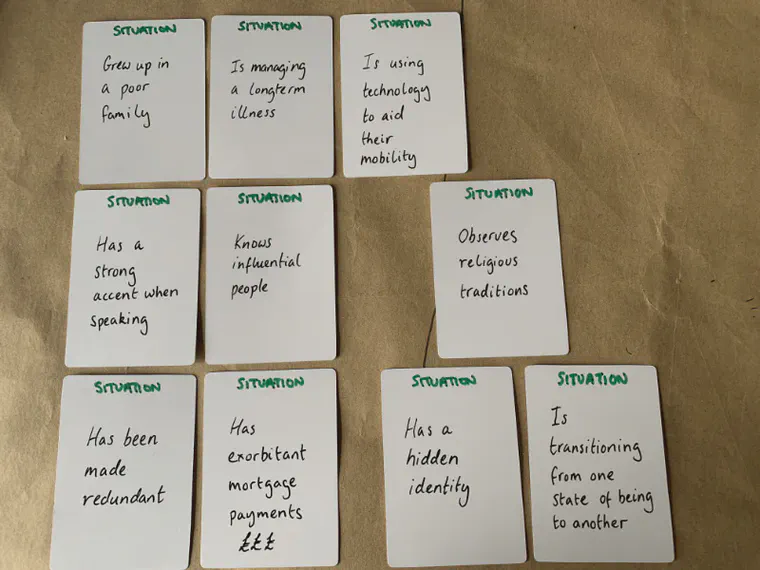 SITUATION
Grew up in
a poor
family
SITUATION
Is managing
a longterm
illness
SITUATION
Is using
technology
to aid
their
mobility
SITUATION
Has a
strong
accent when
speaking
SITUATION
Knows
influential
people
SITUATION
Observes
religious
traditions
SITUATION
Has been
made
redundant
SITUATION
Has
exorbitant
mortgage
payments
£££
SITUATION
Has a
hidden
identity
SITUATION
Is
transitioning
from one
state of being
to another